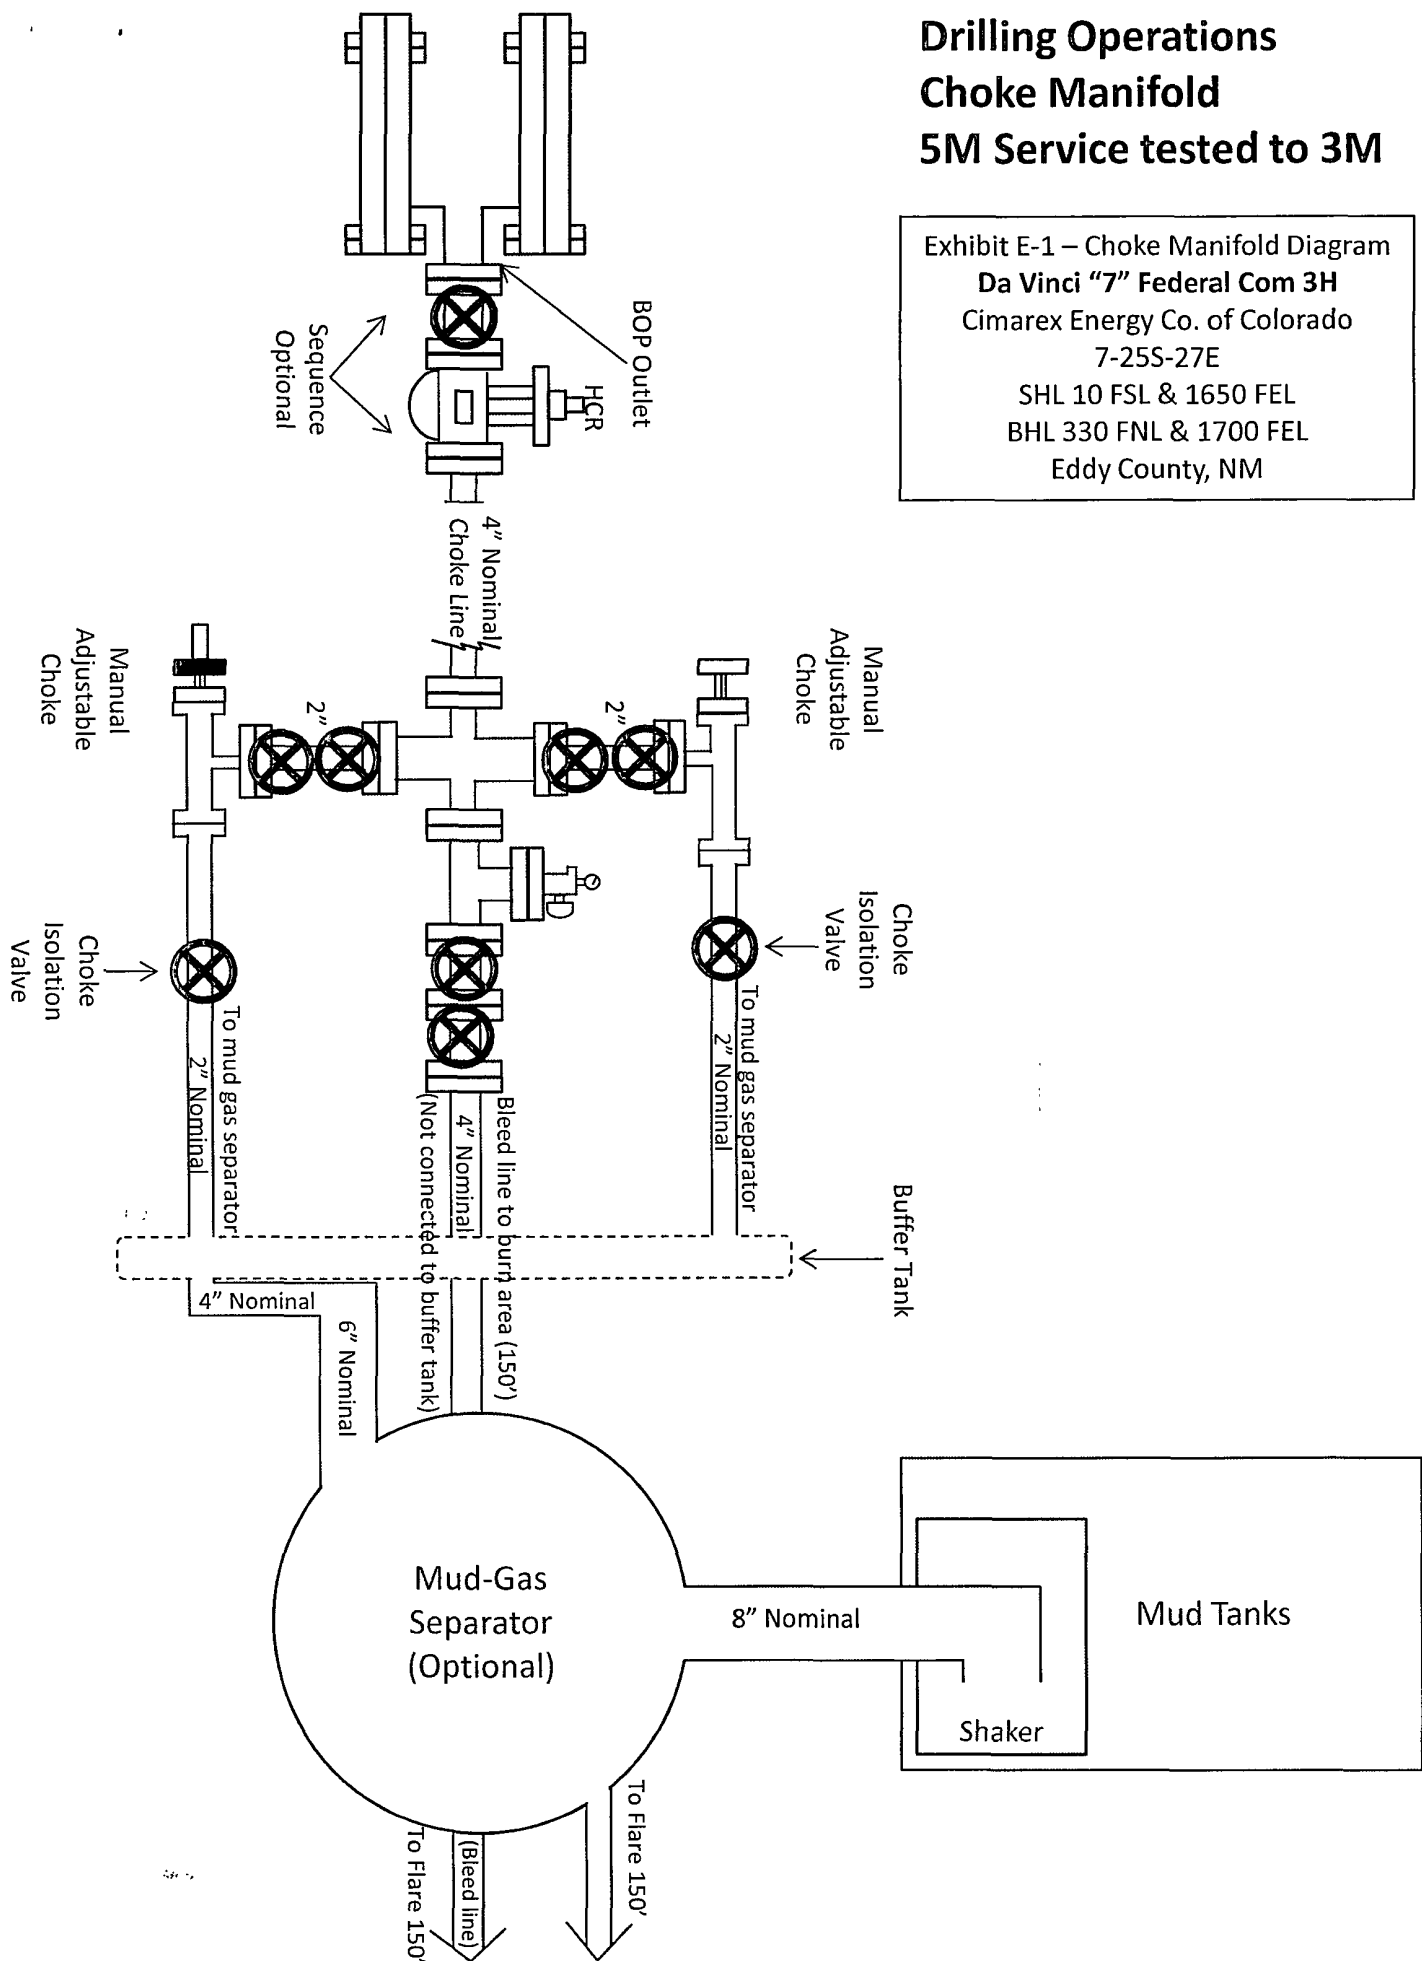 Drilling Operations
Choke Manifold
5M Service tested to 3M
Exhibit E-1 – Choke Manifold Diagram
Da Vinci “7” Federal Com 3H
Cimarex Energy Co. of Colorado
7-25S-27E
SHL 10 FSL & 1650 FEL
BHL 330 FNL & 1700 FEL
Eddy County, NM
BOP Outlet
HCR
Sequence
Optional
4” Nominal
Choke Line
Manual
Adjustable
Choke
Manual
Adjustable
Choke
2”
2”
Choke
Isolation
Valve
Choke
Isolation
Valve
To mud gas separator
2” Nominal
To mud gas separator
2” Nominal
Bleed line to burn area (150’)
4” Nominal
(Not connected to buffer tank)
Buffer Tank
4” Nominal
6” Nominal
Mud-Gas
Separator
(Optional)
8” Nominal
Mud Tanks
Shaker
To Flare 150’
(Bleed line)
To Flare 150’